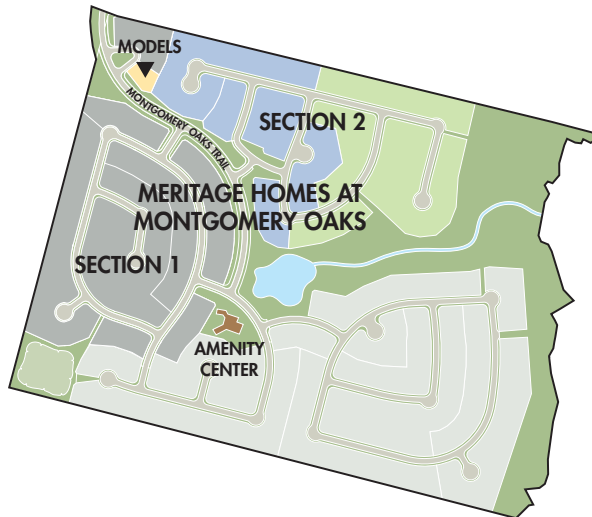 MODELS
MONTGOMERY OAKS TRAIL
SECTION 2
MERITAGE HOMES AT
MONTGOMERY OAKS
SECTION 1
AMENITY
CENTER